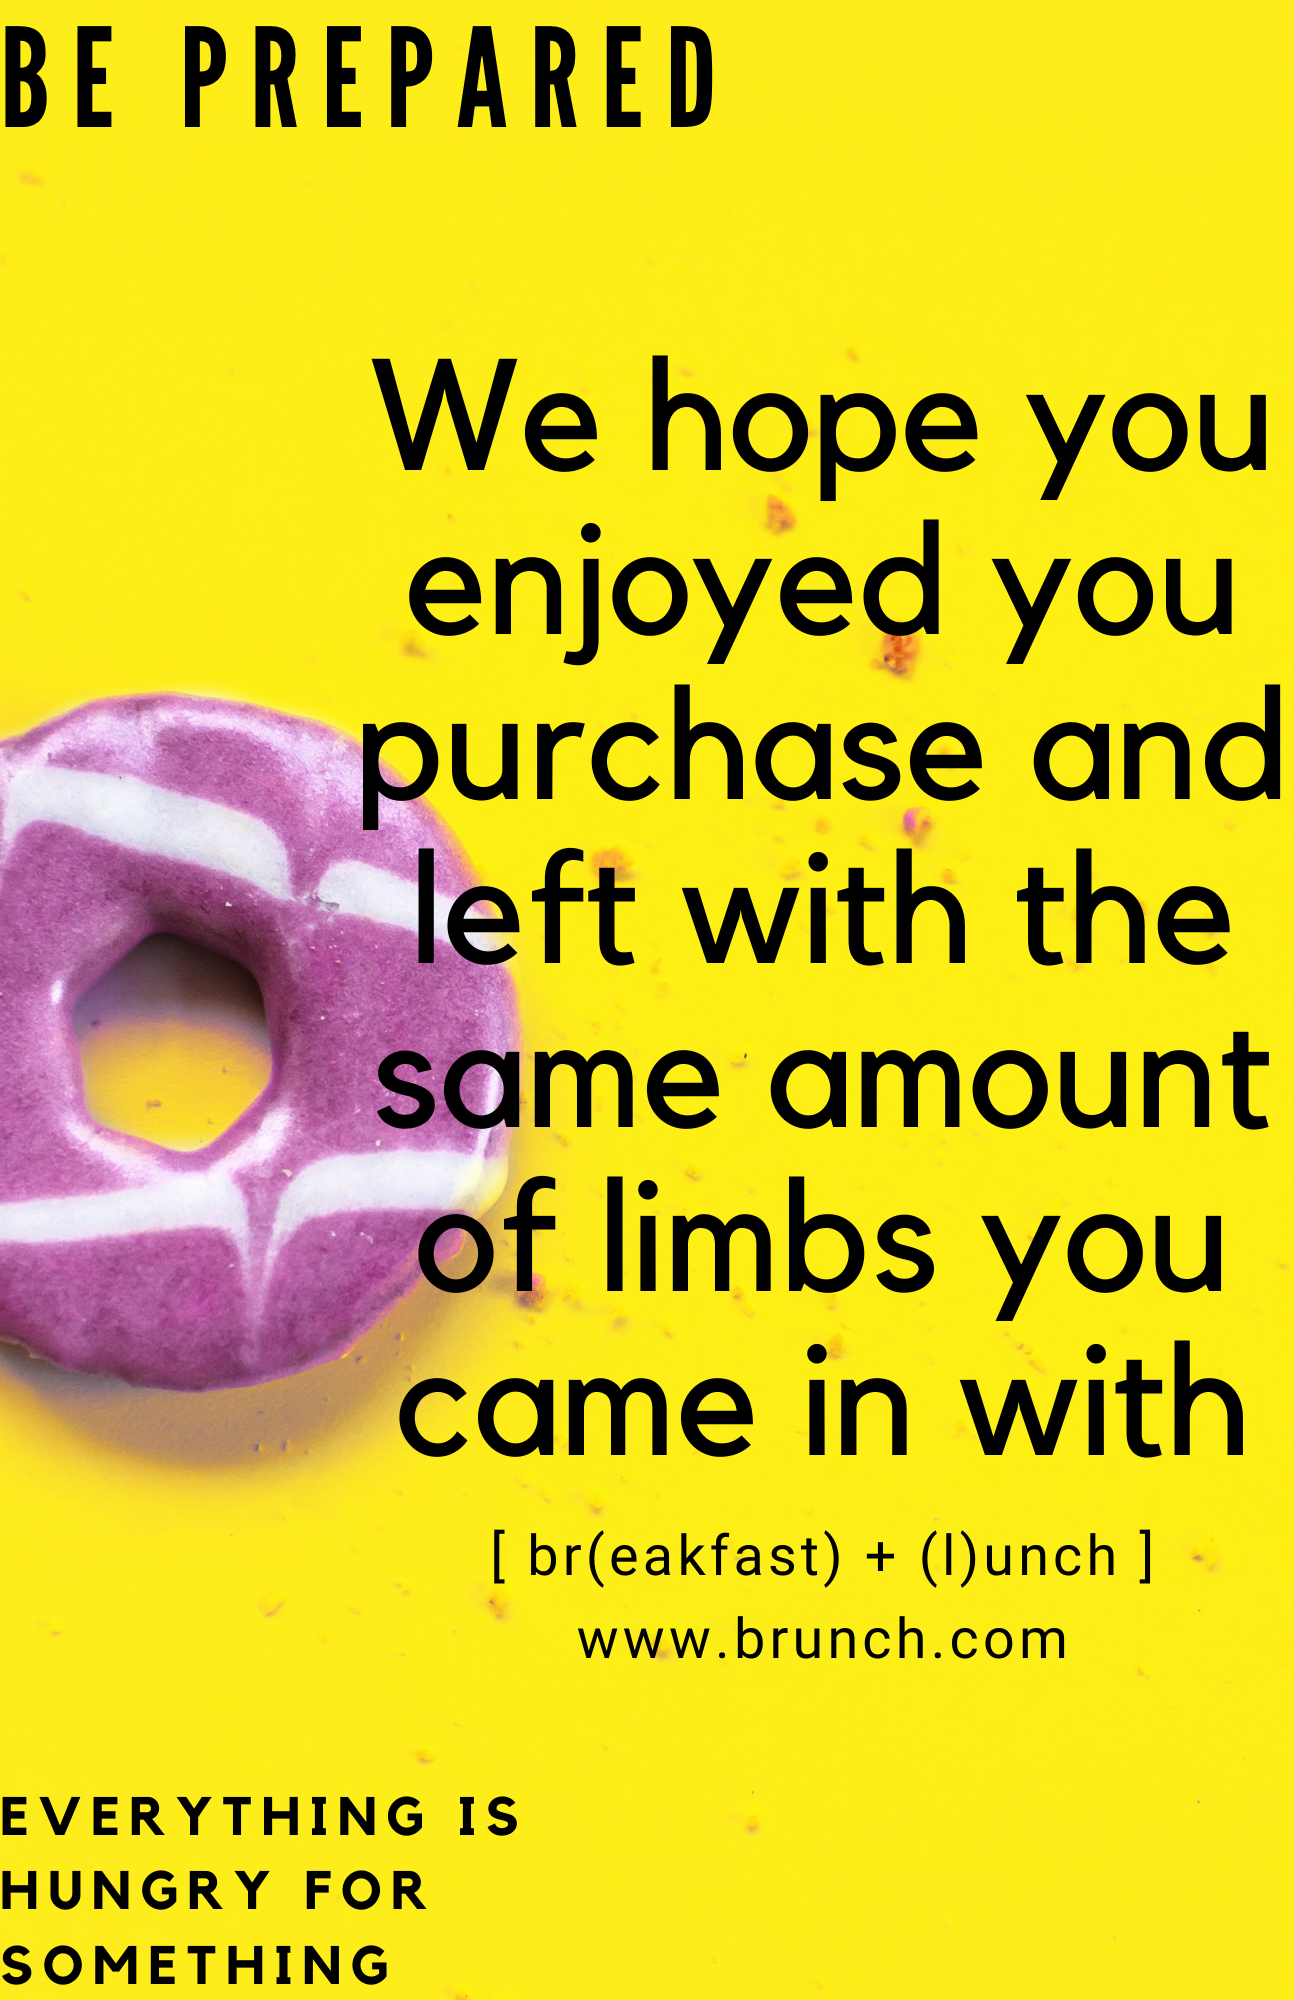 BE PREPARED
We hope you
enjoyed you
purchase and
left with the
same amount
of limbs you
came in with
[ br(eakfast) + (l)unch ]
www.brunch.com
EVERYTHING IS
HUNGRY FOR
SOMETHING